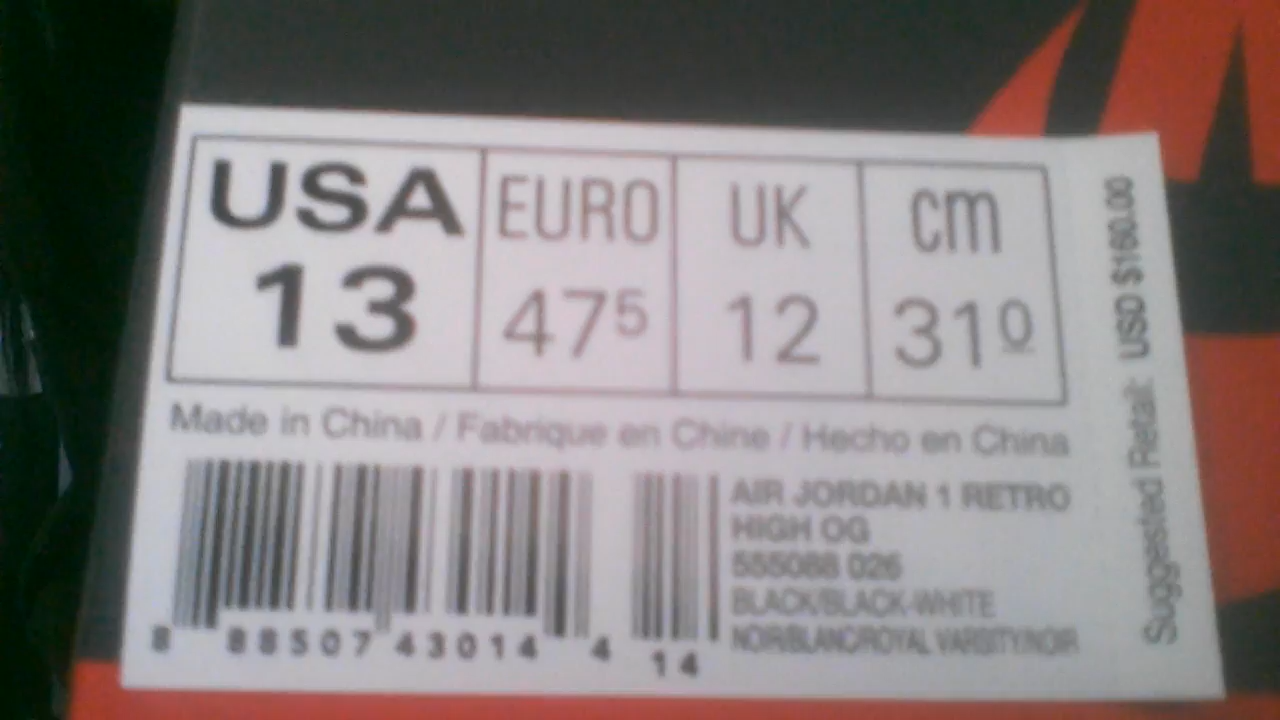 USA EURO UK cm
13 47⁵ 12 31⁰
Made in China / Fabrique en Chine / Hecho en China
AIR JORDAN 1 RETRO
HIGH OG
555088 026
BLACK/BLACK-WHITE
NOIR/BLANC/ROYAL VARSITY/NOIR
8 88507 43014 4 14
Suggested Retail: USD $160.00